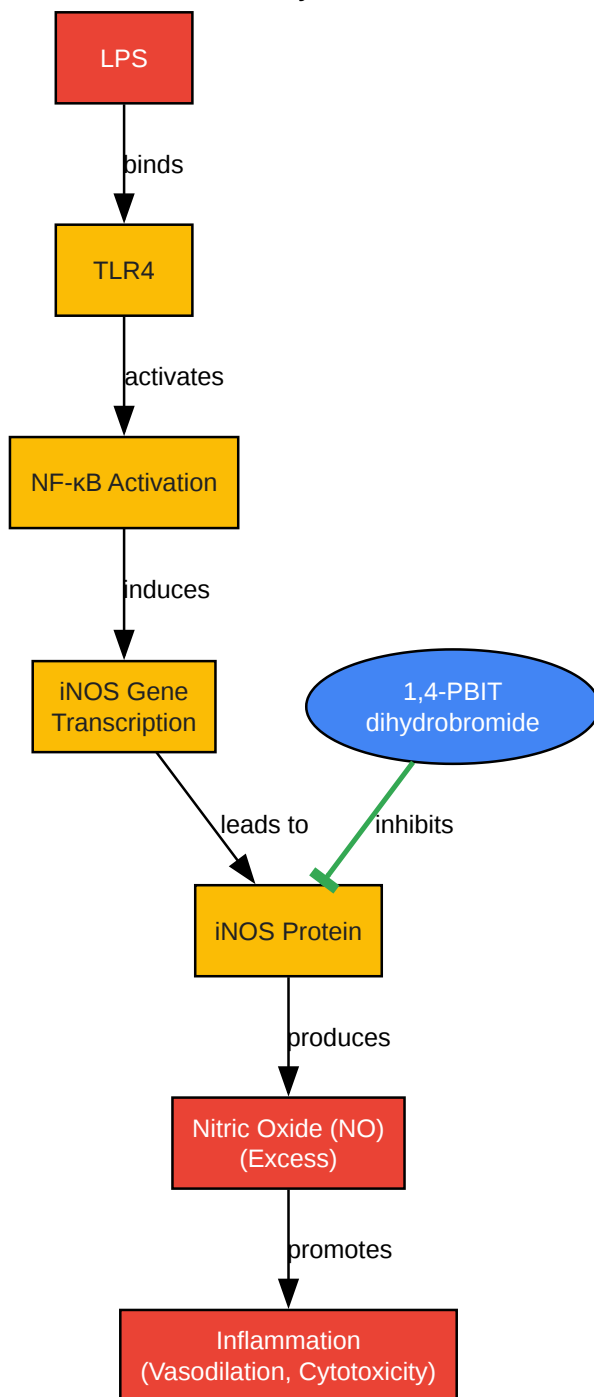 LPS
binds
TLR4
activates
NF-κB Activation
induces
iNOS Gene
Transcription
1,4-PBIT
dihydrobromide
leads to
inhibits
iNOS Protein
produces
Nitric Oxide (NO)
(Excess)
promotes
Inflammation
(Vasodilation, Cytotoxicity)